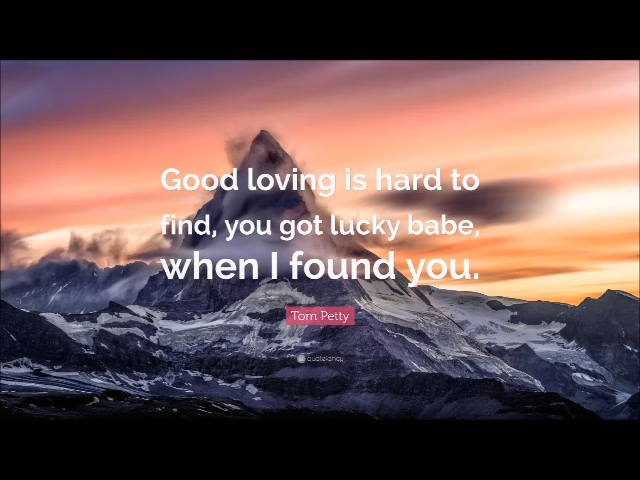 Good loving is hard to
find, you got lucky babe,
when I found you.
Tom Petty
quotefancy